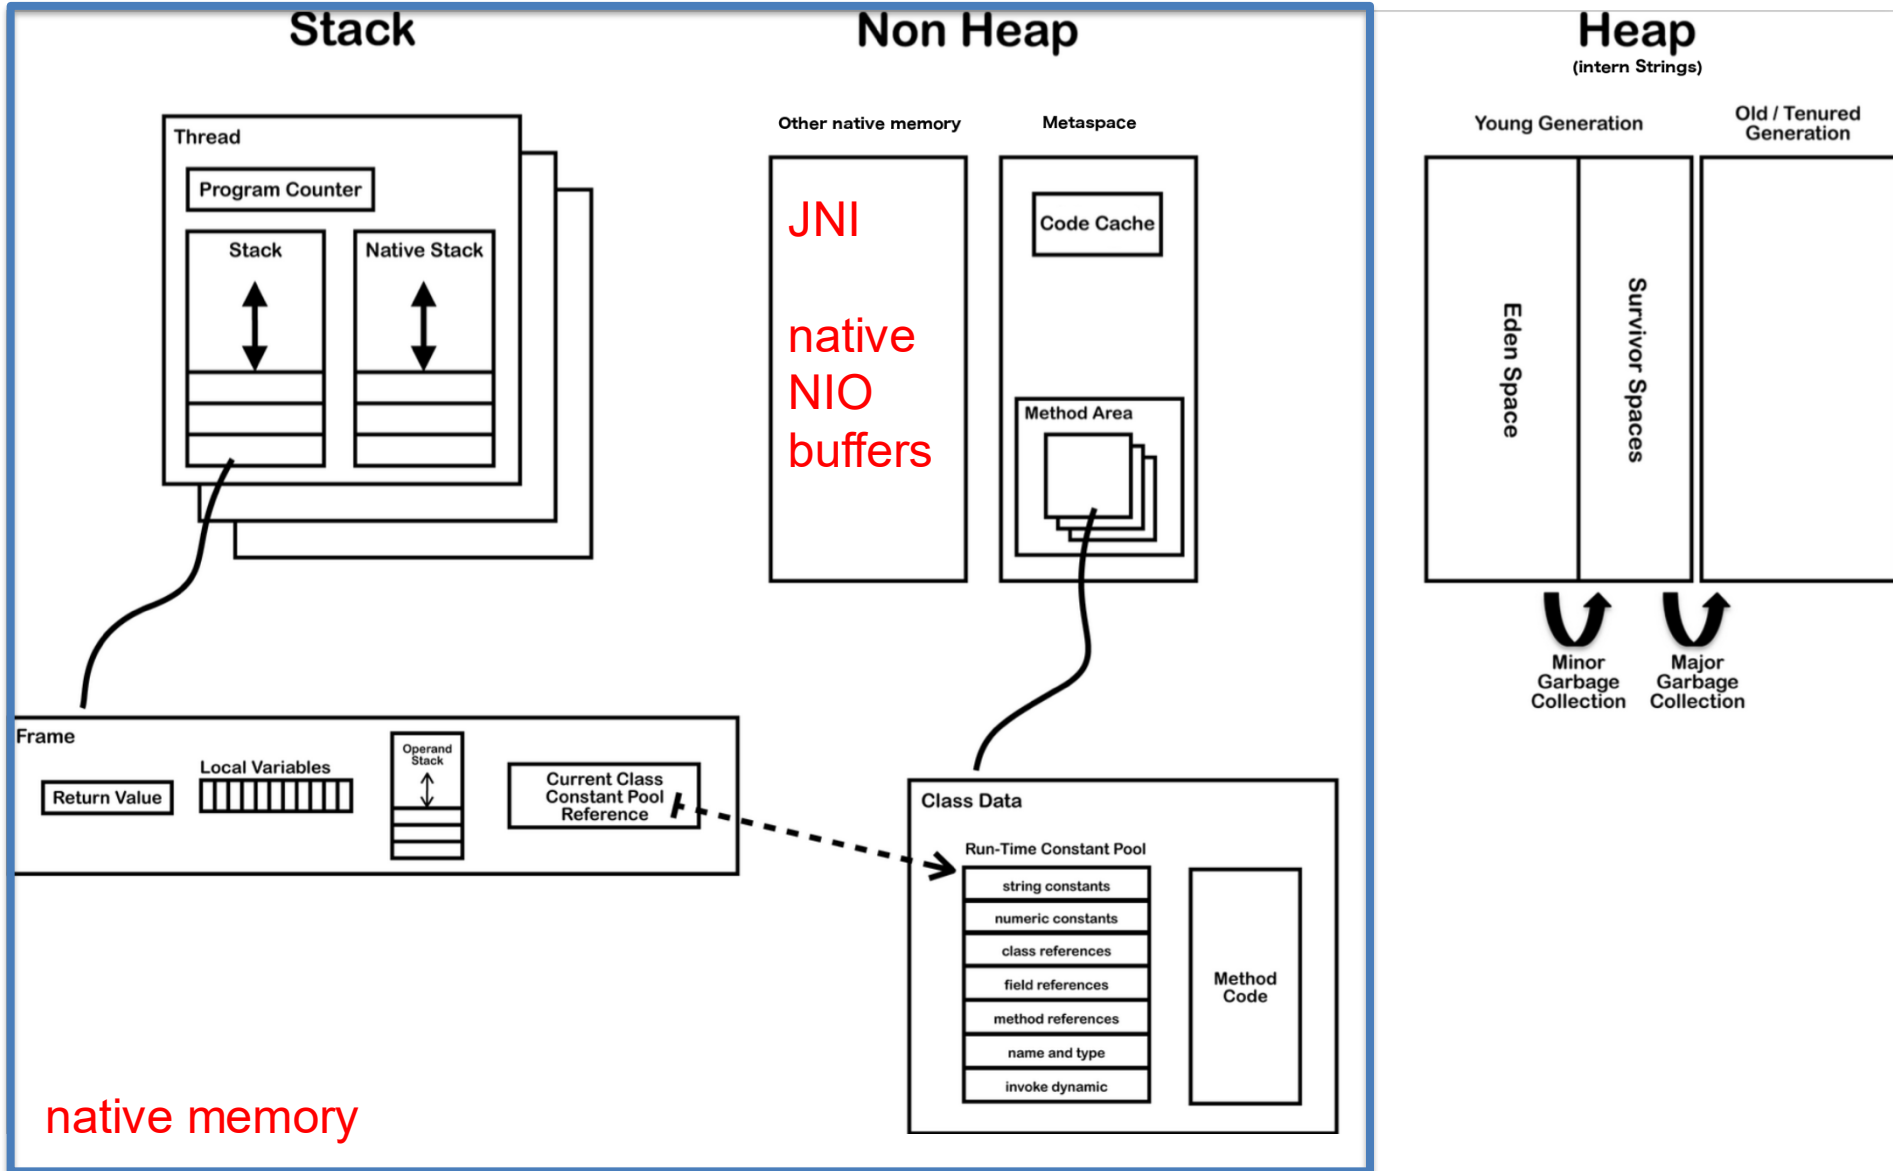 Stack
Non Heap
Heap
(intern Strings)
Thread
Program Counter
Stack
Native Stack
Other native memory
JNI
native
NIO
buffers
Metaspace
Code Cache
Method Area
Young Generation
Old / Tenured
Generation
Eden Space
Survivor Spaces
Minor
Garbage
Collection
Major
Garbage
Collection
Frame
Return Value
Local Variables
Operand
Stack
Current Class
Constant Pool
Reference
Class Data
Run-Time Constant Pool
string constants
numeric constants
class references
field references
method references
name and type
invoke dynamic
Method
Code
native memory